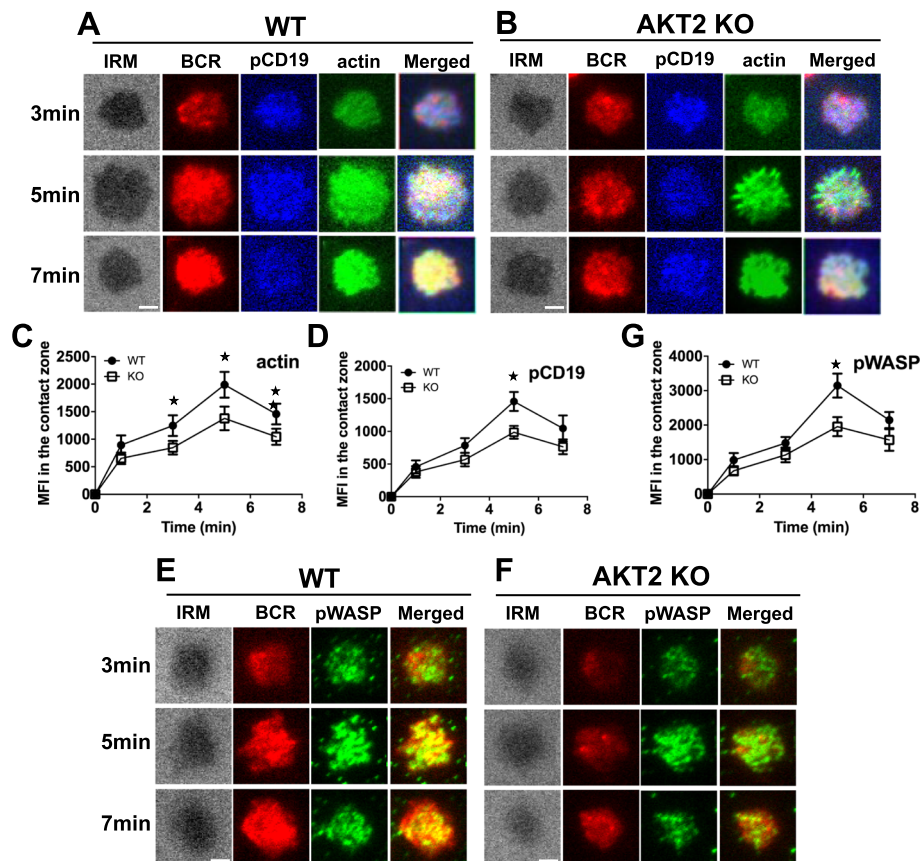 A WT
IRM BCR pCD19 actin Merged
3min
5min
7min
B AKT2 KO
IRM BCR pCD19 actin Merged
C
actin
WT
KO
MFI in the contact zone
2500
2000
1500
1000
500
0
0 2 4 6 8
Time (min)
D
pCD19
WT
KO
MFI in the contact zone
2000
1500
1000
500
0
0 2 4 6 8
Time (min)
G
pWASP
WT
KO
MFI in the contact zone
4000
3000
2000
1000
0
0 2 4 6 8
Time (min)
E WT
IRM BCR pWASP Merged
3min
5min
7min
F AKT2 KO
IRM BCR pWASP Merged